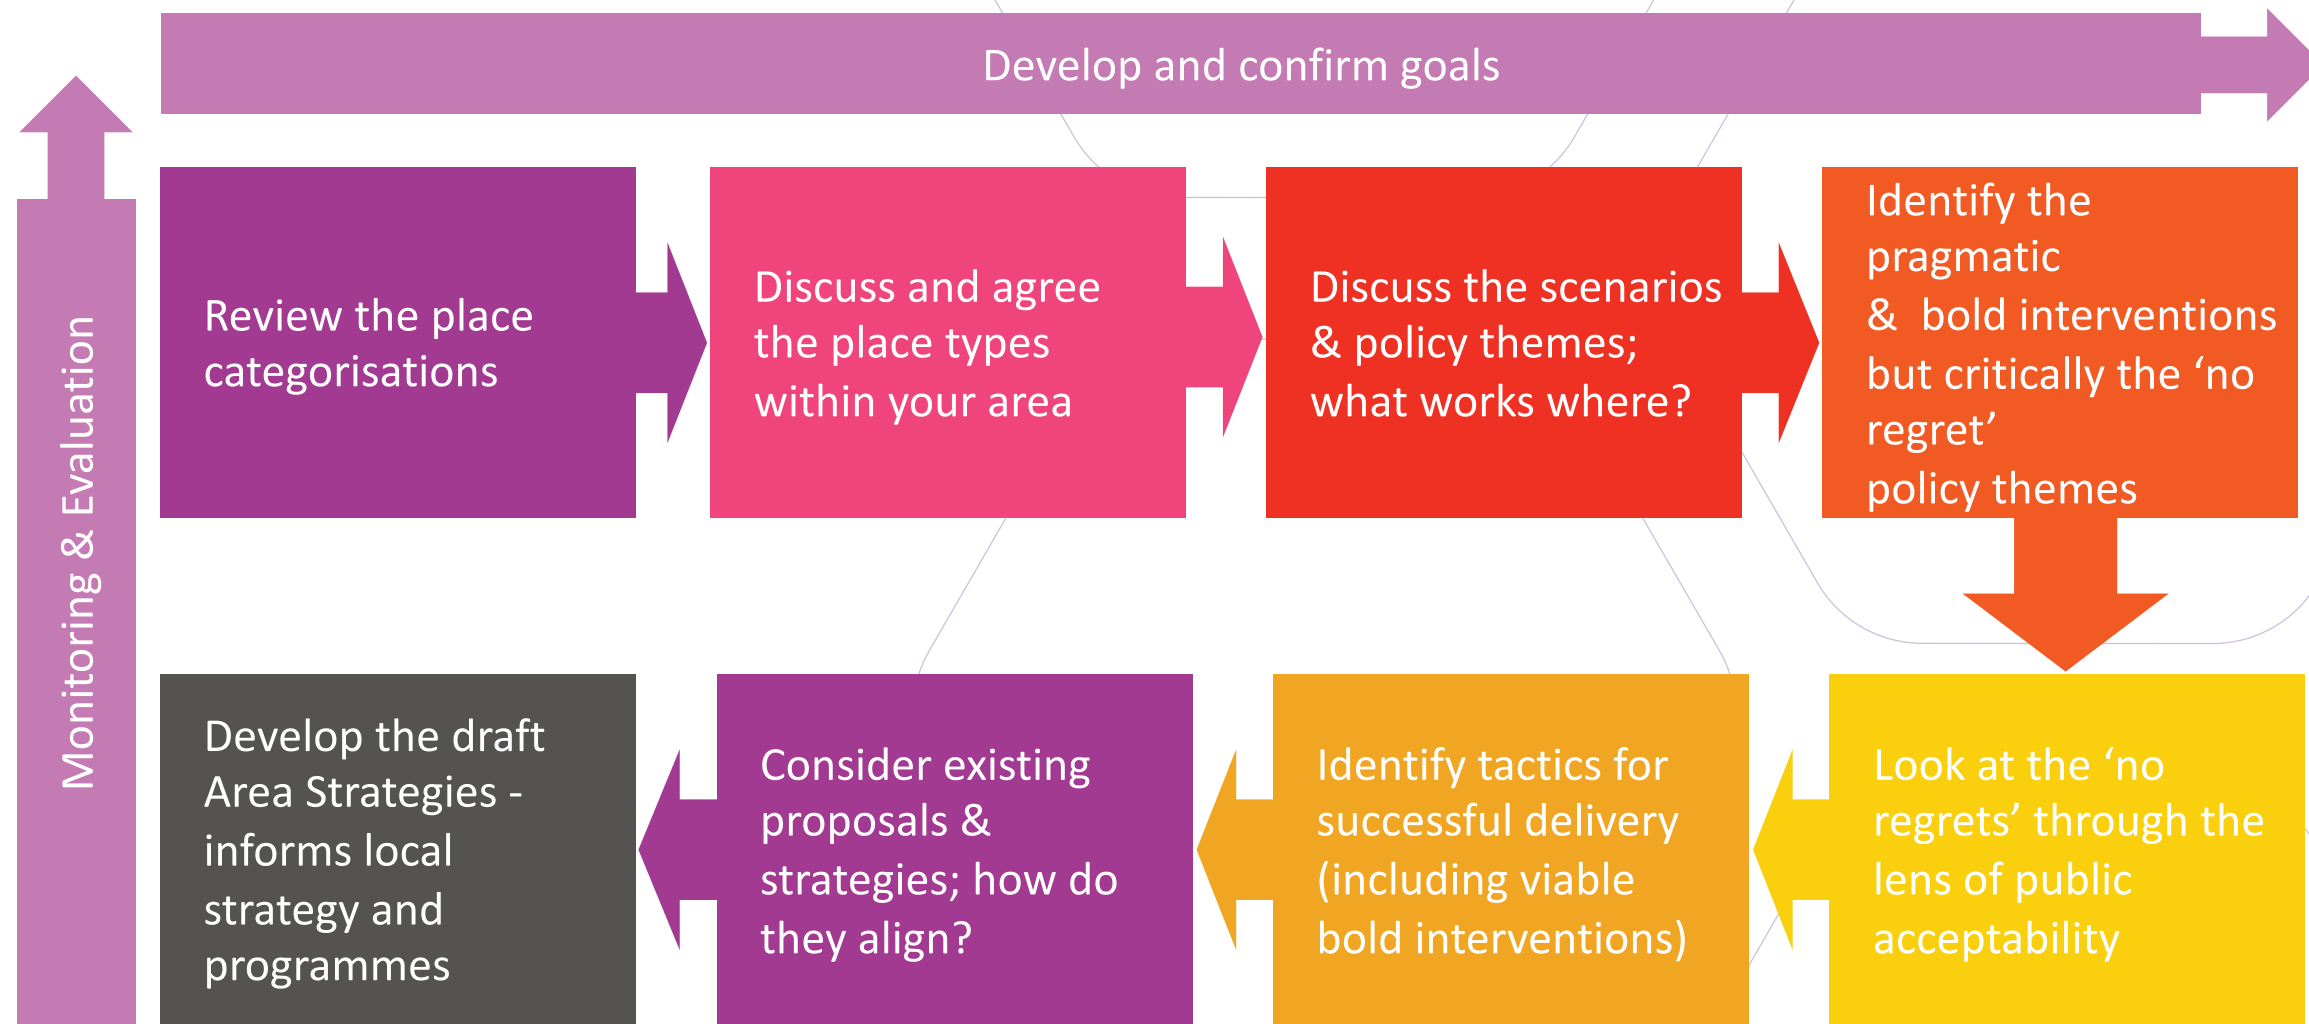 Develop and confirm goals
Monitoring & Evaluation
Review the place
categorisations
Discuss and agree
the place types
within your area
Discuss the scenarios
& policy themes;
what works where?
Identify the
pragmatic
&  bold interventions
but critically the ‘no
regret’
policy themes
Look at the ‘no
regrets’ through the
lens of public
acceptability
Identify tactics for
successful delivery
(including viable
bold interventions)
Consider existing
proposals &
strategies; how do
they align?
Develop the draft
Area Strategies -
informs local
strategy and
programmes